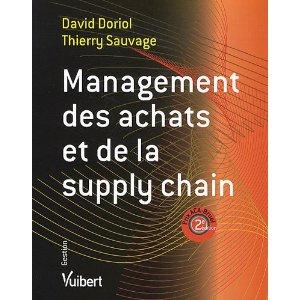 David Doriol
Thierry Sauvage
Management
des achats
et de la
supply chain
2e
Gestion
Vuibert